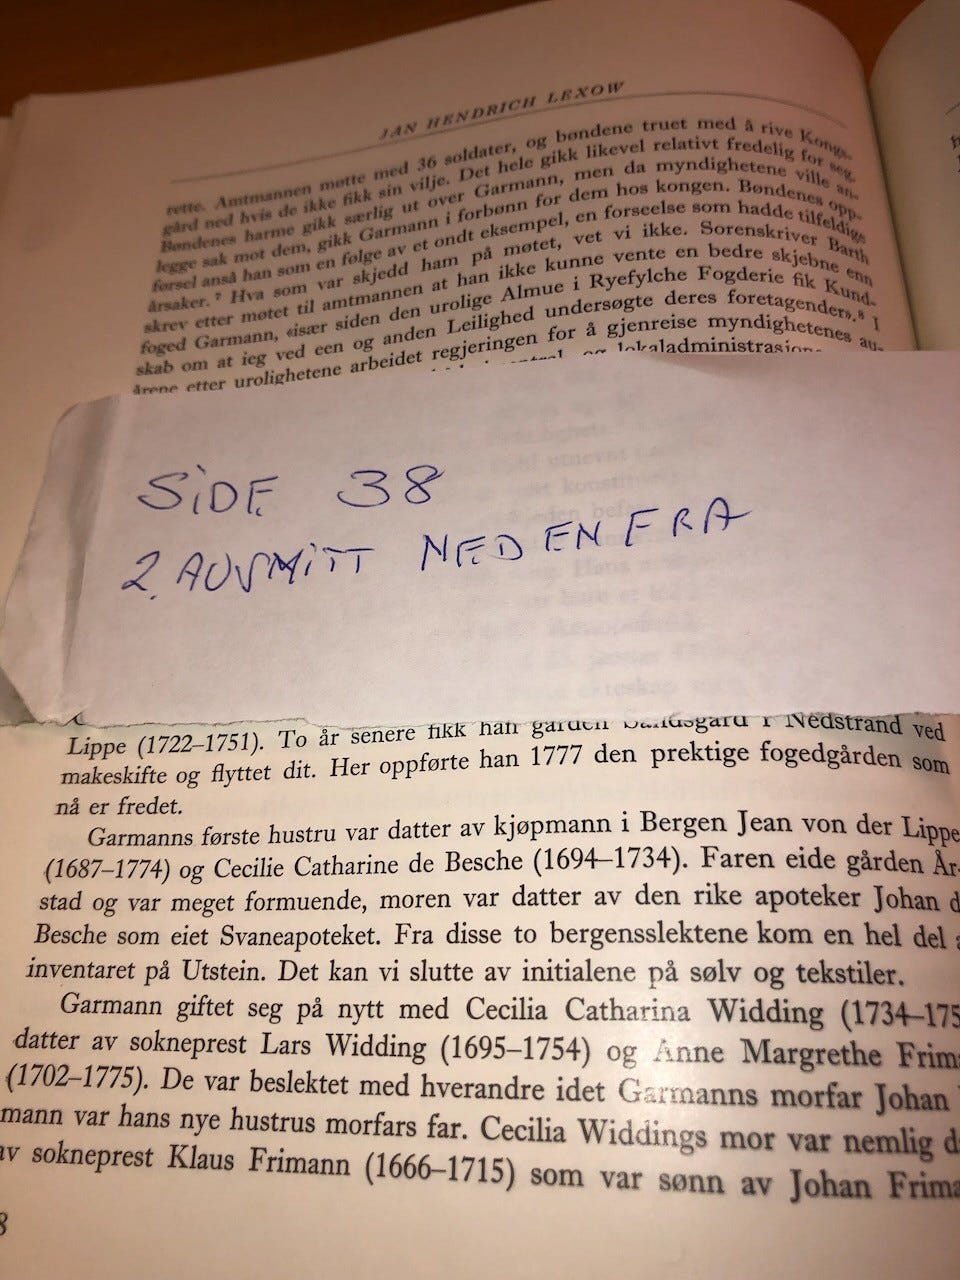 JAN HENDRICH LEXOW
rette. Amtmannen møtte med 36 soldater, og bøndene truet med å rive Kongs-
gård ned hvis de ikke fikk sin vilje. Det hele gikk likevel relativt fredelig for seg.
Bøndenes harme gikk særlig ut over Garmann, men da myndighetene ville an-
legge sak mot dem, gikk Garmann i forbønn for dem hos kongen. Bøndenes opp-
førsel anså han som en følge av et ondt eksempel, en forseelse som hadde tilfeldige
årsaker.⁷ Hva som var skjedd ham på møtet, vet vi ikke. Sorenskriver Barth
skrev etter møtet til amtmannen at han ikke kunne vente en bedre skjebne enn
foged Garmann, «især siden den urolige Almue i Ryefylche Fogderie fik Kund-
skab om at ieg ved een og anden Leilighed undersøgte deres foretagender».⁸ I
årene etter urolighetene arbeidet regjeringen for å gjenreise myndighetenes au-
og lokaladministrasjon
SIDE 38
2. AVSNITT NEDENFRA
Lippe (1722–1751). To år senere fikk han gården Sandsgård i Nedstrand ved
makeskifte og flyttet dit. Her oppførte han 1777 den prektige fogedgården som
nå er fredet.
Garmanns første hustru var datter av kjøpmann i Bergen Jean von der Lippe
(1687–1774) og Cecilie Catharine de Besche (1694–1734). Faren eide gården År-
stad og var meget formuende, moren var datter av den rike apoteker Johan d
Besche som eiet Svaneapoteket. Fra disse to bergensslektene kom en hel del a
inventaret på Utstein. Det kan vi slutte av initialene på sølv og tekstiler.
Garmann giftet seg på nytt med Cecilia Catharina Widding (1734–175
datter av sokneprest Lars Widding (1695–1754) og Anne Margrethe Frim
(1702–1775). De var beslektet med hverandre idet Garmanns morfar Johan
mann var hans nye hustrus morfars far. Cecilia Widdings mor var nemlig d
av sokneprest Klaus Frimann (1666–1715) som var sønn av Johan Frima
8